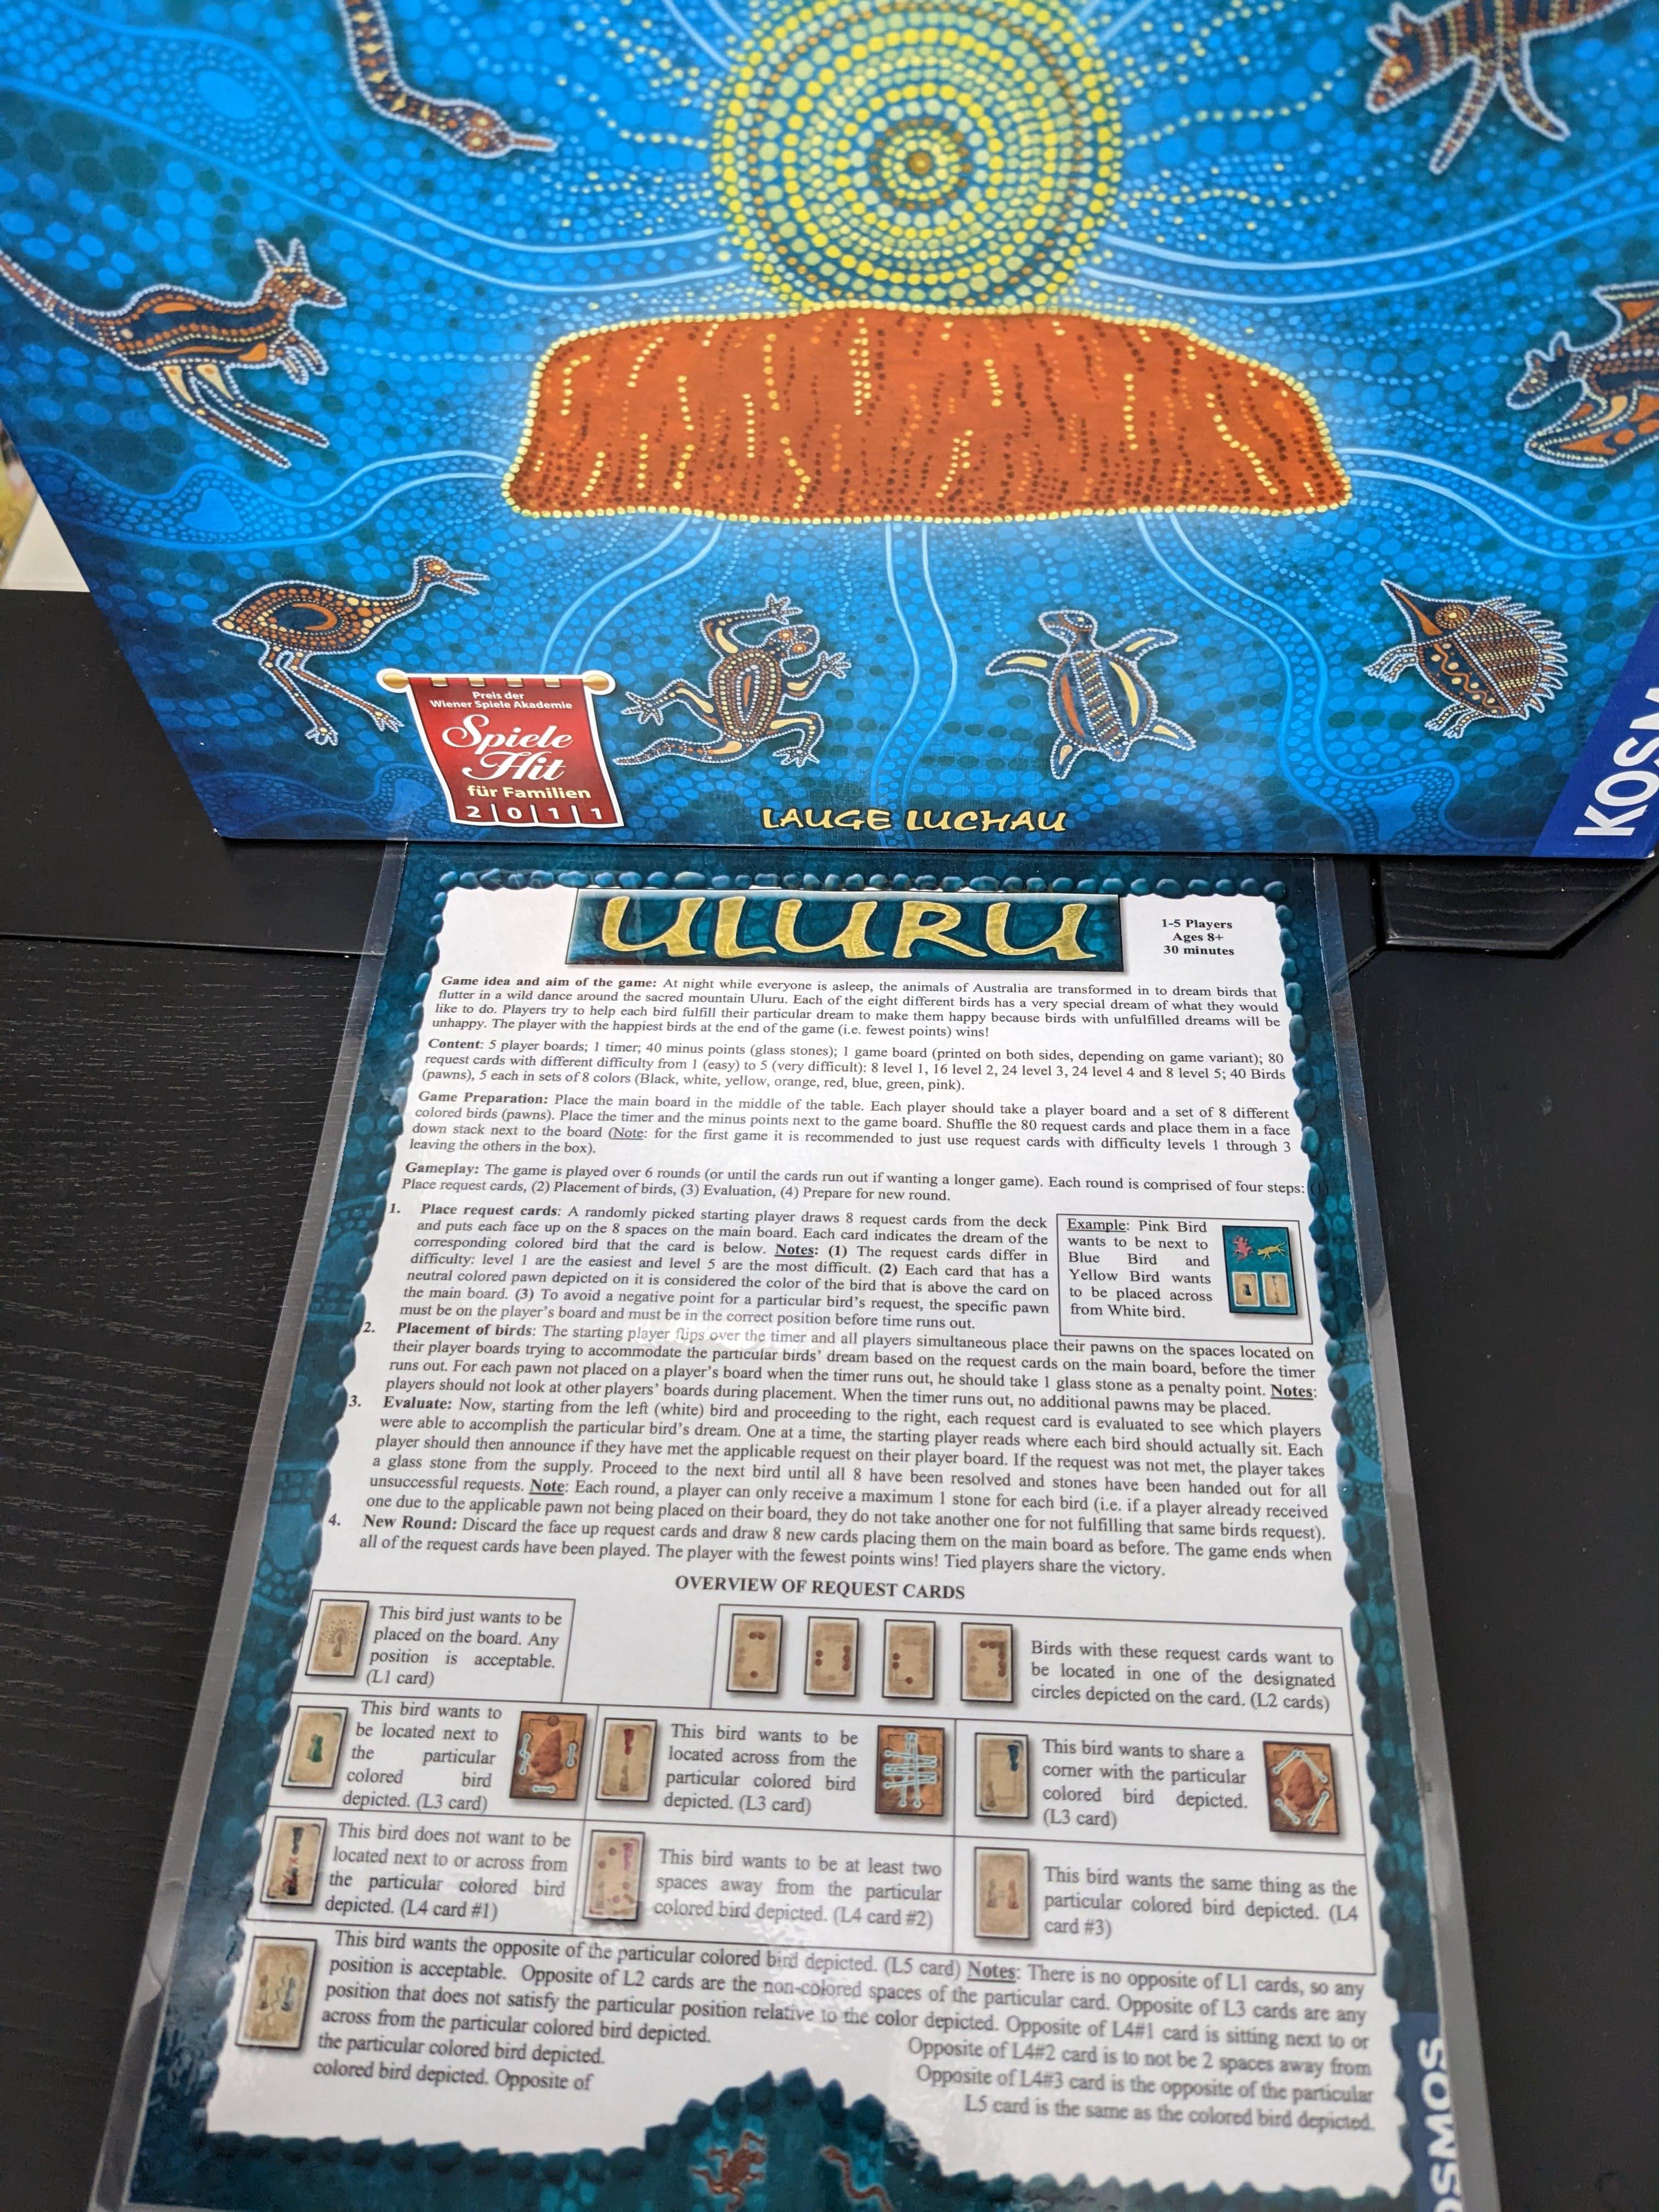 Preis der
Wiener Spiele Akademie
Spiele
Hit
für Familien
2 0 1 1
LAUGE LUCHAU
KOSM
ULURU
1-5 Players
Ages 8+
30 minutes
Game idea and aim of the game: At night while everyone is asleep, the animals of Australia are transformed in to dream birds that
flutter in a wild dance around the sacred mountain Uluru. Each of the eight different birds has a very special dream of what they would
like to do. Players try to help each bird fulfill their particular dream to make them happy because birds with unfulfilled dreams will be
unhappy. The player with the happiest birds at the end of the game (i.e. fewest points) wins!
Content: 5 player boards; 1 timer; 40 minus points (glass stones); 1 game board (printed on both sides, depending on game variant); 80
request cards with different difficulty from 1 (easy) to 5 (very difficult): 8 level 1, 16 level 2, 24 level 3, 24 level 4 and 8 level 5; 40 Birds
(pawns), 5 each in sets of 8 colors (Black, white, yellow, orange, red, blue, green, pink).
Game Preparation: Place the main board in the middle of the table. Each player should take a player board and a set of 8 different
colored birds (pawns). Place the timer and the minus points next to the game board. Shuffle the 80 request cards and place them in a face
down stack next to the board (Note: for the first game it is recommended to just use request cards with difficulty levels 1 through 3
leaving the others in the box).
Gameplay: The game is played over 6 rounds (or until the cards run out if wanting a longer game). Each round is comprised of four steps: (1)
Place request cards, (2) Placement of birds, (3) Evaluation, (4) Prepare for new round.
1. Place request cards: A randomly picked starting player draws 8 request cards from the deck
and puts each face up on the 8 spaces on the main board. Each card indicates the dream of the
corresponding colored bird that the card is below. Notes: (1) The request cards differ in
difficulty: level 1 are the easiest and level 5 are the most difficult. (2) Each card that has a
neutral colored pawn depicted on it is considered the color of the bird that is above the card on
the main board. (3) To avoid a negative point for a particular bird's request, the specific pawn
must be on the player's board and must be in the correct position before time runs out.
Example: Pink Bird
wants to be next to
Blue Bird and
Yellow Bird wants
to be placed across
from White bird.
2. Placement of birds: The starting player flips over the timer and all players simultaneous place their pawns on the spaces located on
their player boards trying to accommodate the particular birds' dream based on the request cards on the main board, before the timer
runs out. For each pawn not placed on a player's board when the timer runs out, he should take 1 glass stone as a penalty point. Notes:
players should not look at other players' boards during placement. When the timer runs out, no additional pawns may be placed.
3. Evaluate: Now, starting from the left (white) bird and proceeding to the right, each request card is evaluated to see which players
were able to accomplish the particular bird's dream. One at a time, the starting player reads where each bird should actually sit. Each
player should then announce if they have met the applicable request on their player board. If the request was not met, the player takes
a glass stone from the supply. Proceed to the next bird until all 8 have been resolved and stones have been handed out for all
unsuccessful requests. Note: Each round, a player can only receive a maximum 1 stone for each bird (i.e. if a player already received
one due to the applicable pawn not being placed on their board, they do not take another one for not fulfilling that same birds request).
4. New Round: Discard the face up request cards and draw 8 new cards placing them on the main board as before. The game ends when
all of the request cards have been played. The player with the fewest points wins! Tied players share the victory.
OVERVIEW OF REQUEST CARDS
This bird just wants to be
placed on the board. Any
position is acceptable.
(L1 card)
Birds with these request cards want to
be located in one of the designated
circles depicted on the card. (L2 cards)
This bird wants to
be located next to
the particular
colored bird
depicted. (L3 card)
This bird wants to be
located across from the
particular colored bird
depicted. (L3 card)
This bird wants to share a
corner with the particular
colored bird depicted.
(L3 card)
This bird does not want to be
located next to or across from
the particular colored bird
depicted. (L4 card #1)
This bird wants to be at least two
spaces away from the particular
colored bird depicted. (L4 card #2)
This bird wants the same thing as the
particular colored bird depicted. (L4
card #3)
This bird wants the opposite of the particular colored bird depicted. (L5 card) Notes: There is no opposite of L1 cards, so any
position is acceptable. Opposite of L2 cards are the non-colored spaces of the particular card. Opposite of L3 cards are any
position that does not satisfy the particular position relative to the color depicted. Opposite of L4#1 card is sitting next to or
across from the particular colored bird depicted. Opposite of L4#2 card is to not be 2 spaces away from
the particular colored bird depicted. Opposite of L4#3 card is the opposite of the particular
colored bird depicted. Opposite of L5 card is the same as the colored bird depicted.
OSMOS